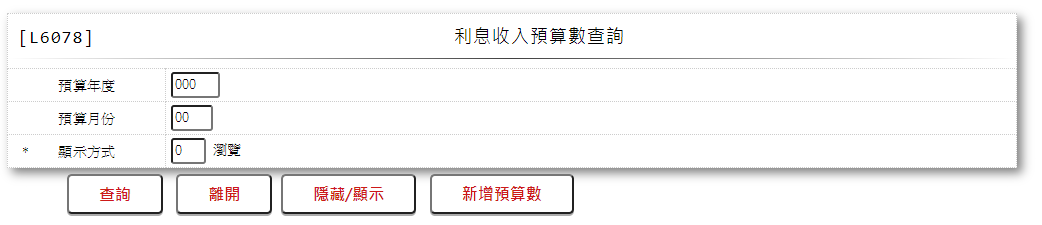 [L6078] 利息收入預算數查詢
預算年度 000
預算月份 00
* 顯示方式 0 瀏覽
查詢 離開 隱藏/顯示 新增預算數